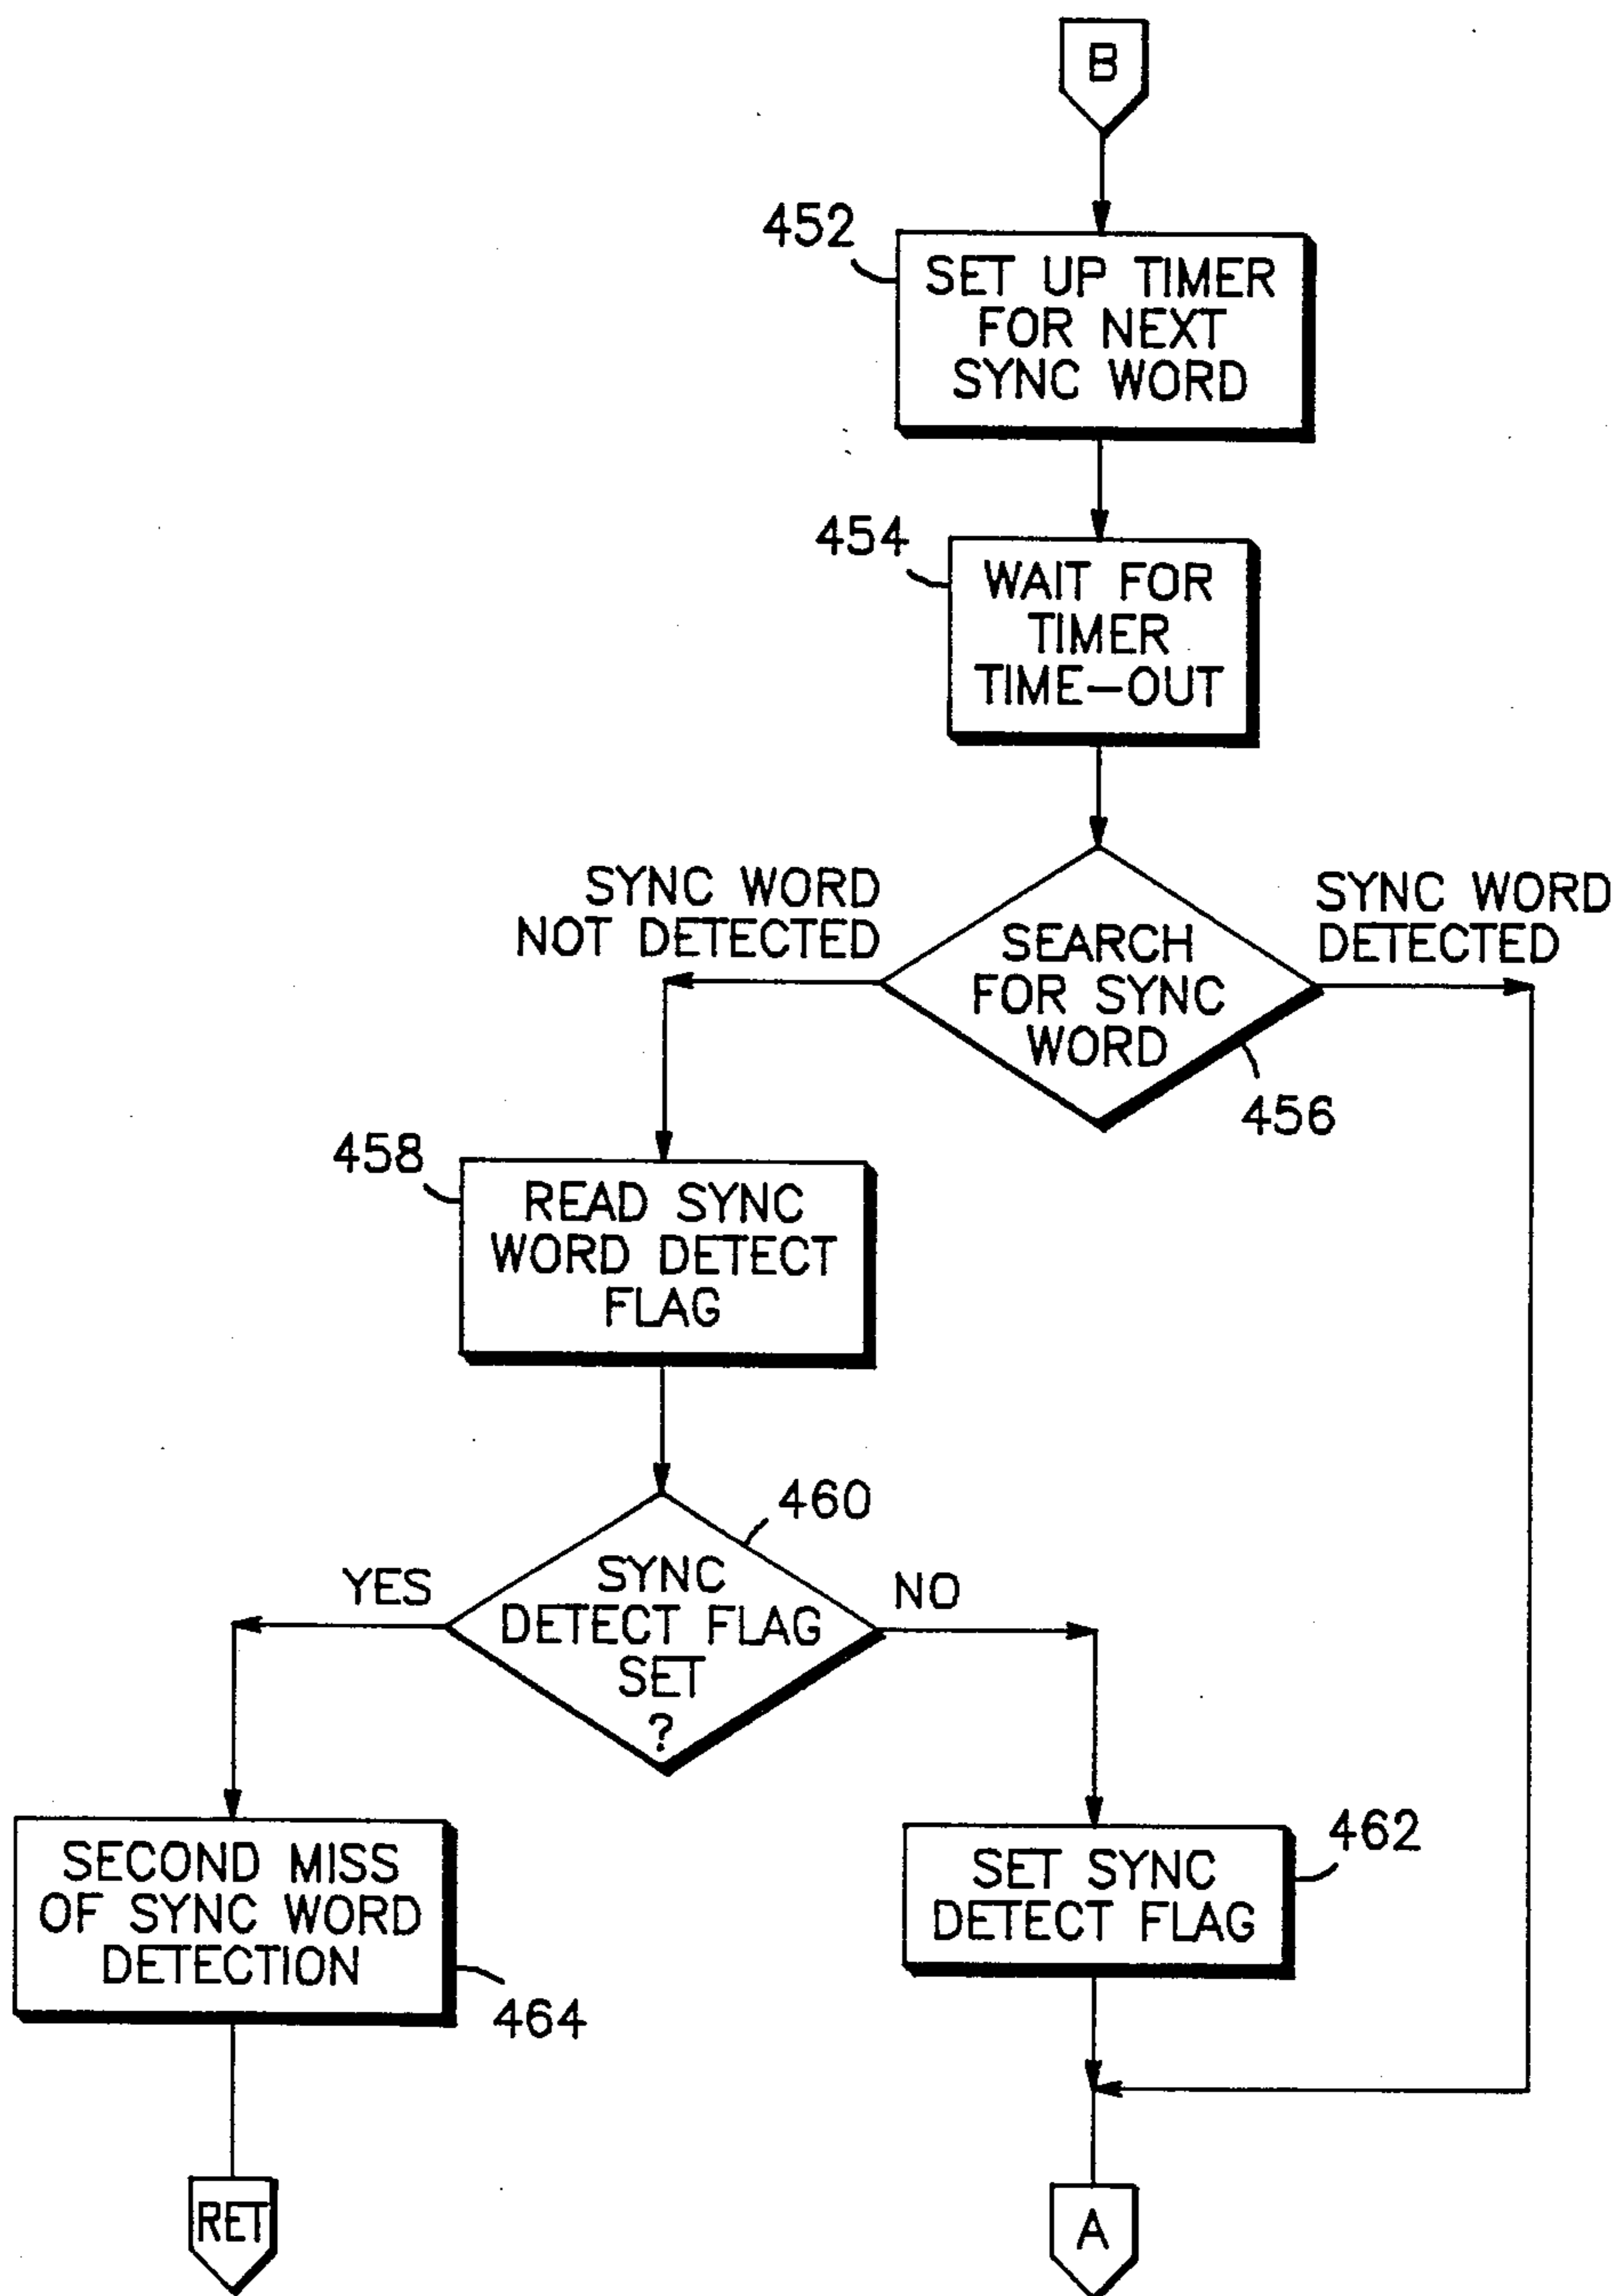 B
452
SET UP TIMER
FOR NEXT
SYNC WORD
454
WAIT FOR
TIMER
TIME-OUT
SYNC WORD
NOT DETECTED
SEARCH
FOR SYNC
WORD
SYNC WORD
DETECTED
456
458
READ SYNC
WORD DETECT
FLAG
460
YES
SYNC
DETECT FLAG
SET
?
NO
SECOND MISS
OF SYNC WORD
DETECTION
464
462
SET SYNC
DETECT FLAG
RET
A